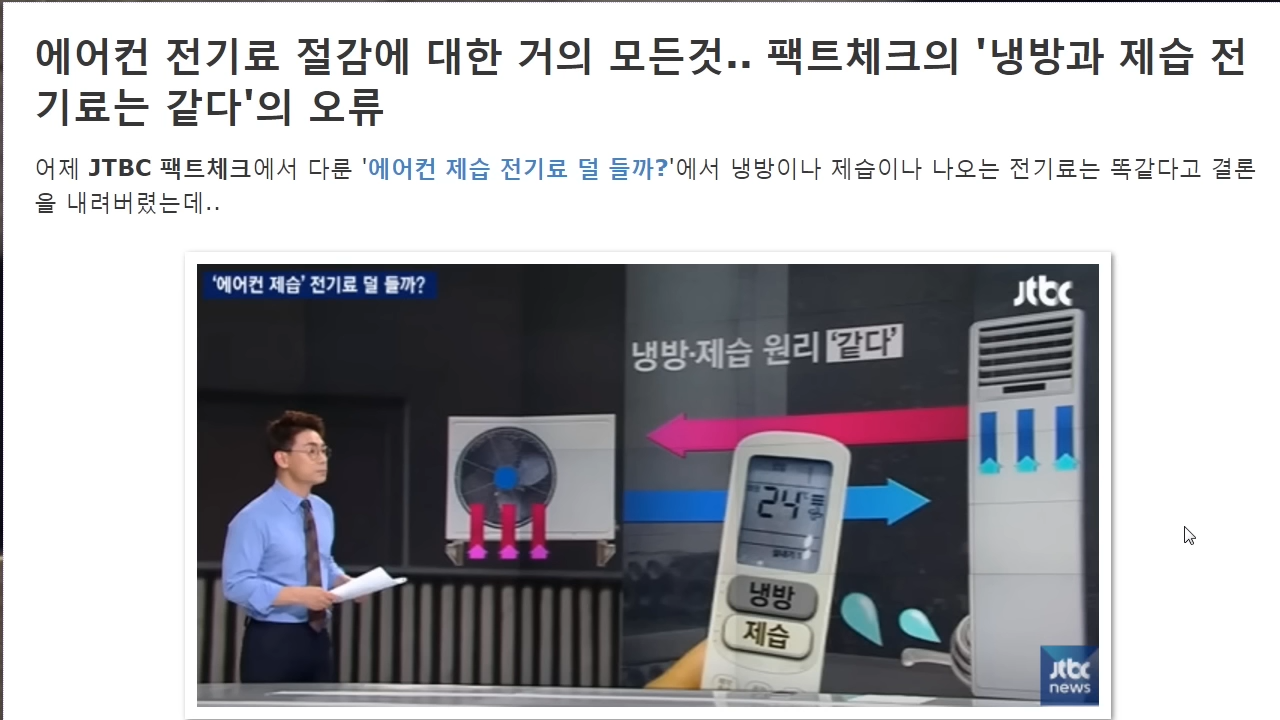 에어컨 전기료 절감에 대한 거의 모든것.. 팩트체크의 '냉방과 제습 전
기료는 같다'의 오류
어제 JTBC 팩트체크에서 다룬 '에어컨 제습 전기료 덜 들까?'에서 냉방이나 제습이나 나오는 전기료는 똑같다고 결론
을 내려버렸는데..
'에어컨 제습' 전기료 덜 들까?
jtbc
냉방·제습 원리 '같다'
24
냉방
제습
jtbc
news